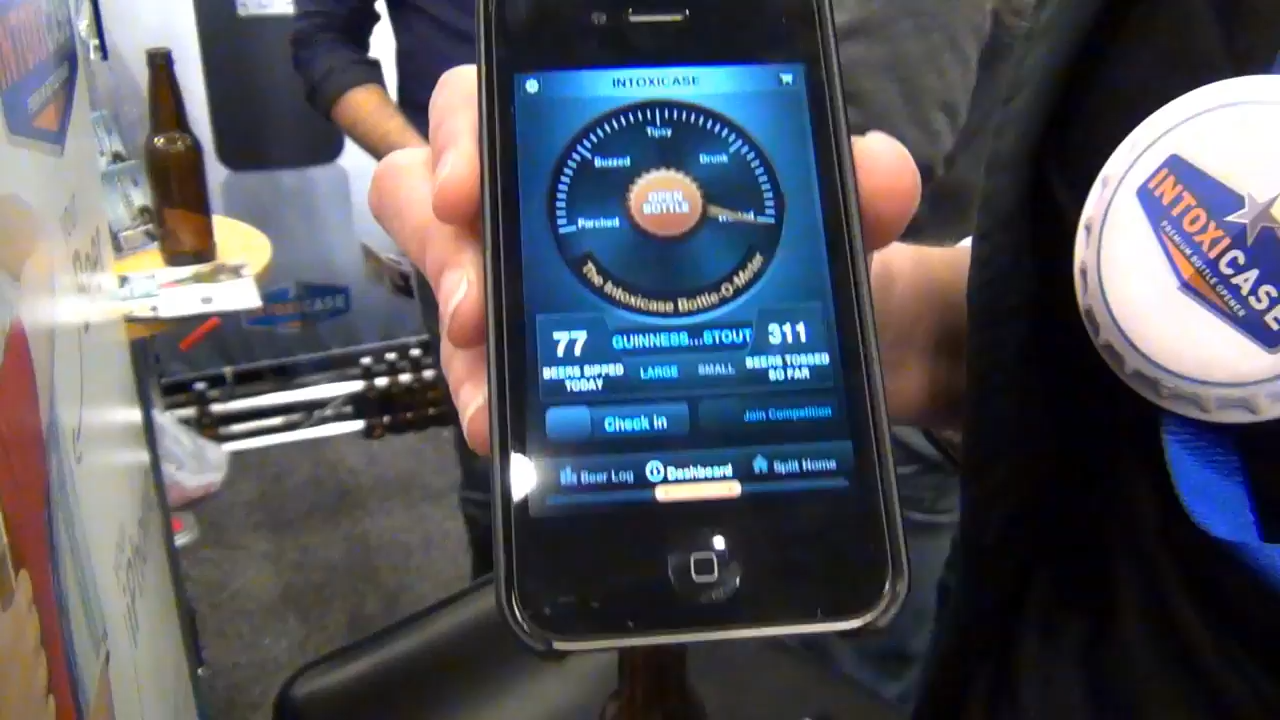 INTOXICASE
Tipsy
Buzzed
Drunk
OPEN
BOTTLE
Parched
The Intoxicase Bottle-O-Meter
77
GUINNESS...STOUT
311
BEERS SIPPED
TODAY
LARGE
SMALL
BEERS TOSSED
SO FAR
Check in
Join Competition
Beer Log
Dashboard
Split Home
INTOXICASE
PREMIUM BOTTLE OPENER
INTOXICASE